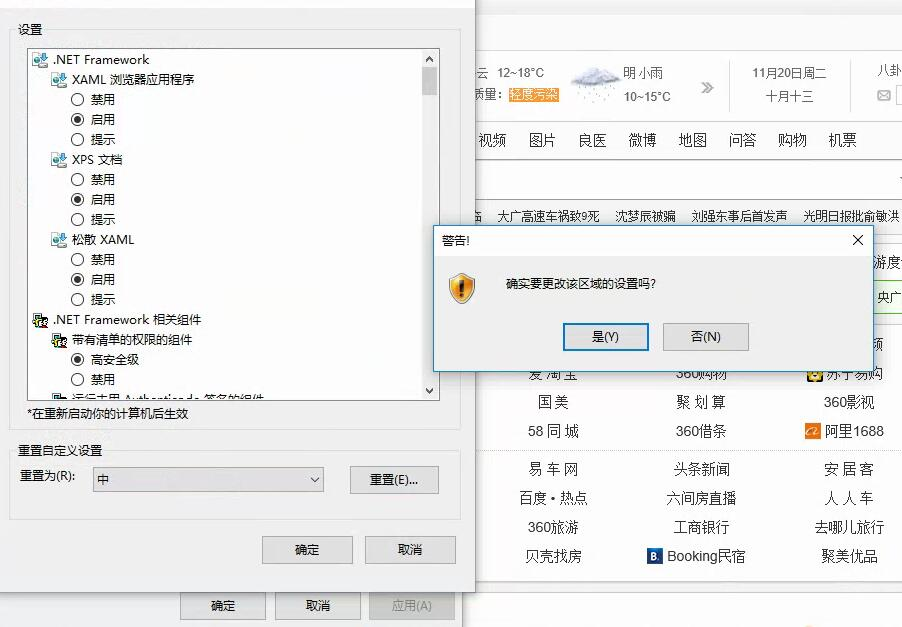 设置
.NET Framework
XAML 浏览器应用程序
禁用
启用
提示
XPS 文档
禁用
启用
提示
松散 XAML
禁用
启用
提示
.NET Framework 相关组件
带有清单的权限的组件
高安全级
禁用
*在重新启动你的计算机后生效
重置自定义设置
重置为(R):
中
重置(E)...
确定
取消
确定
取消
应用(A)
云 12~18°C
质量: 轻度污染
明 小雨
10~15°C
11月20日周二
十月十三
八卦
视频 图片 良医 微博 地图 问答 购物 机票
大广高速车祸致9死 沈梦辰被骗 刘强东事后首发声 光明日报批俞敏洪
警告!
确实要更改该区域的设置吗?
是(Y)
否(N)
游度
央广
频
爱淘宝 360购物 苏宁易购
国美 聚划算 360影视
58同城 360借条 阿里1688
易车网 头条新闻 安居客
百度·热点 六间房直播 人人车
360旅游 工商银行 去哪儿旅行
贝壳找房 B. Booking民宿 聚美优品